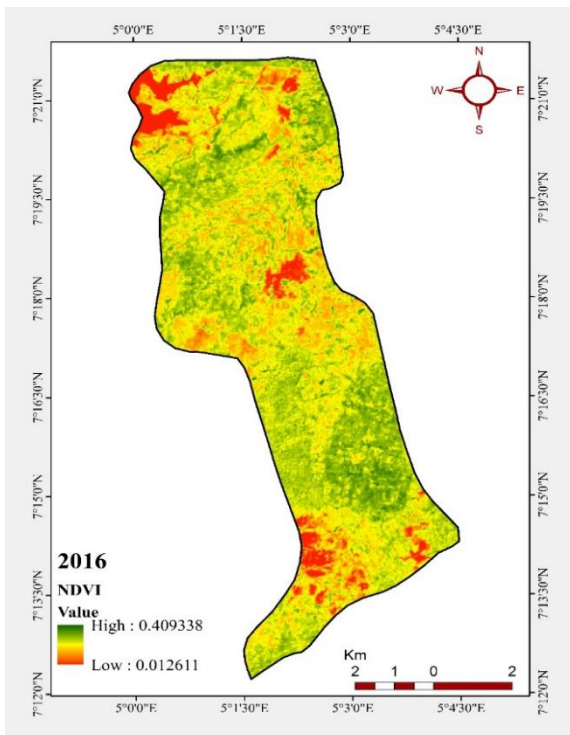 5°0'0"E 5°1'30"E 5°3'0"E 5°4'30"E
N
W E
S
7°21'0"N 7°21'0"N
7°19'30"N 7°19'30"N
7°18'0"N 7°18'0"N
7°16'30"N 7°16'30"N
7°15'0"N 7°15'0"N
7°13'30"N 7°13'30"N
7°12'0"N 7°12'0"N
2016
NDVI
Value
High : 0.409338
Low : 0.012611
Km
2 1 0 2
5°0'0"E 5°1'30"E 5°3'0"E 5°4'30"E